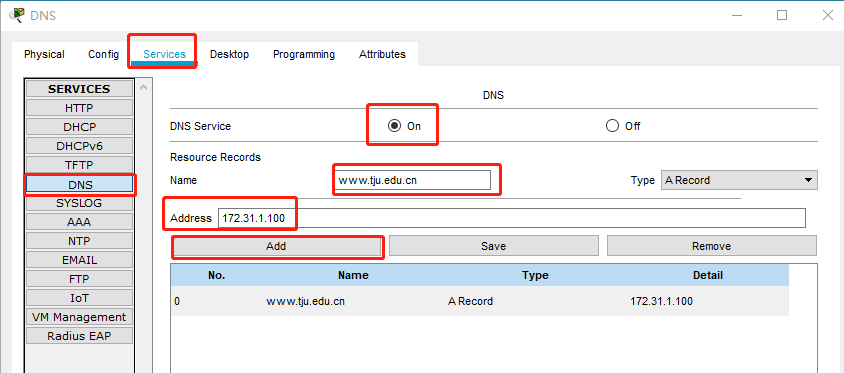 DNS
Physical Config Services Desktop Programming Attributes
SERVICES
HTTP
DHCP
DHCPv6
TFTP
DNS
SYSLOG
AAA
NTP
EMAIL
FTP
IoT
VM Management
Radius EAP
DNS
DNS Service On Off
Resource Records
Name www.tju.edu.cn Type A Record
Address 172.31.1.100
Add Save Remove
No. Name Type Detail
0 www.tju.edu.cn A Record 172.31.1.100